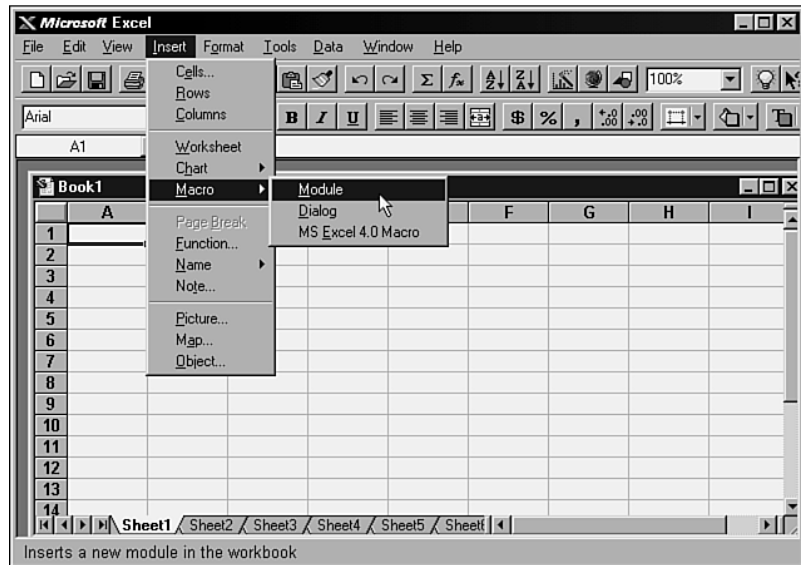 Microsoft Excel
File Edit View Insert Format Tools Data Window Help
100%
Arial
B I U $ % ,
A1
Cells...
Rows
Columns
Worksheet
Chart
Macro
Page Break
Function...
Name
Note...
Picture...
Map...
Object...
Module
Dialog
MS Excel 4.0 Macro
Book1
A F G H I
1
2
3
4
5
6
7
8
9
10
11
12
13
14
Sheet1 Sheet2 Sheet3 Sheet4 Sheet5
Inserts a new module in the workbook